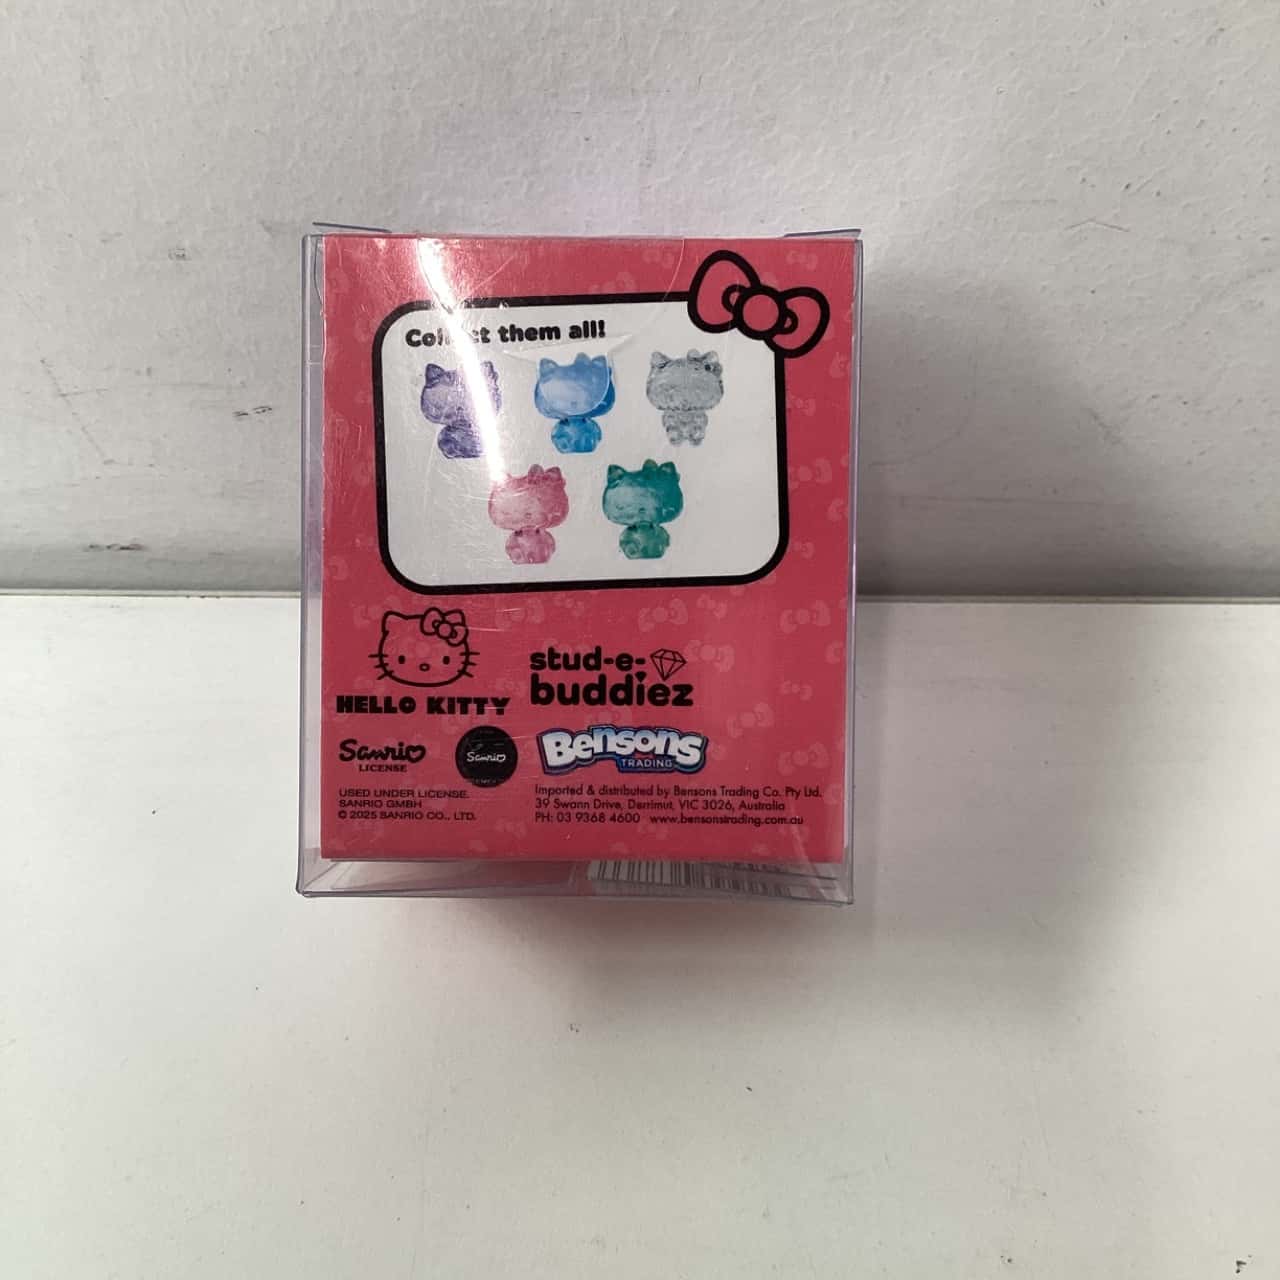 Collect them all!
HELLO KITTY
stud-e-
buddiez
Sanrio
LICENSE
Sanrio
Bensons
TRADING
USED UNDER LICENSE.
SANRIO GMBH
© 2025 SANRIO CO., LTD.
Imported & distributed by Bensons Trading Co. Pty Ltd.
39 Swann Drive, Derrimut, VIC 3026, Australia
PH: 03 9368 4600 www.bensonstrading.com.au